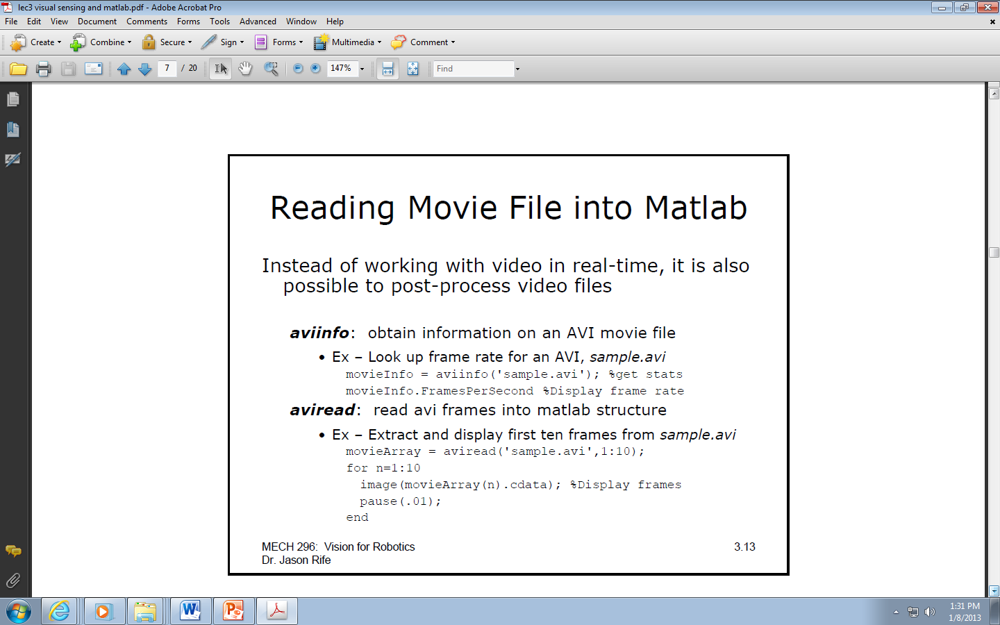 lec3 visual sensing and matlab.pdf - Adobe Acrobat Pro
File Edit View Document Comments Forms Tools Advanced Window Help
Create Combine Secure Sign Forms Multimedia Comment
7 / 20 147% Find
Reading Movie File into Matlab
Instead of working with video in real-time, it is also
possible to post-process video files
aviinfo: obtain information on an AVI movie file
• Ex – Look up frame rate for an AVI, sample.avi
movieInfo = aviinfo('sample.avi'); %get stats
movieInfo.FramesPerSecond %Display frame rate
aviread: read avi frames into matlab structure
• Ex – Extract and display first ten frames from sample.avi
movieArray = aviread('sample.avi',1:10);
for n=1:10
image(movieArray(n).cdata); %Display frames
pause(.01);
end
MECH 296: Vision for Robotics 3.13
Dr. Jason Rife
1:31 PM
1/8/2013